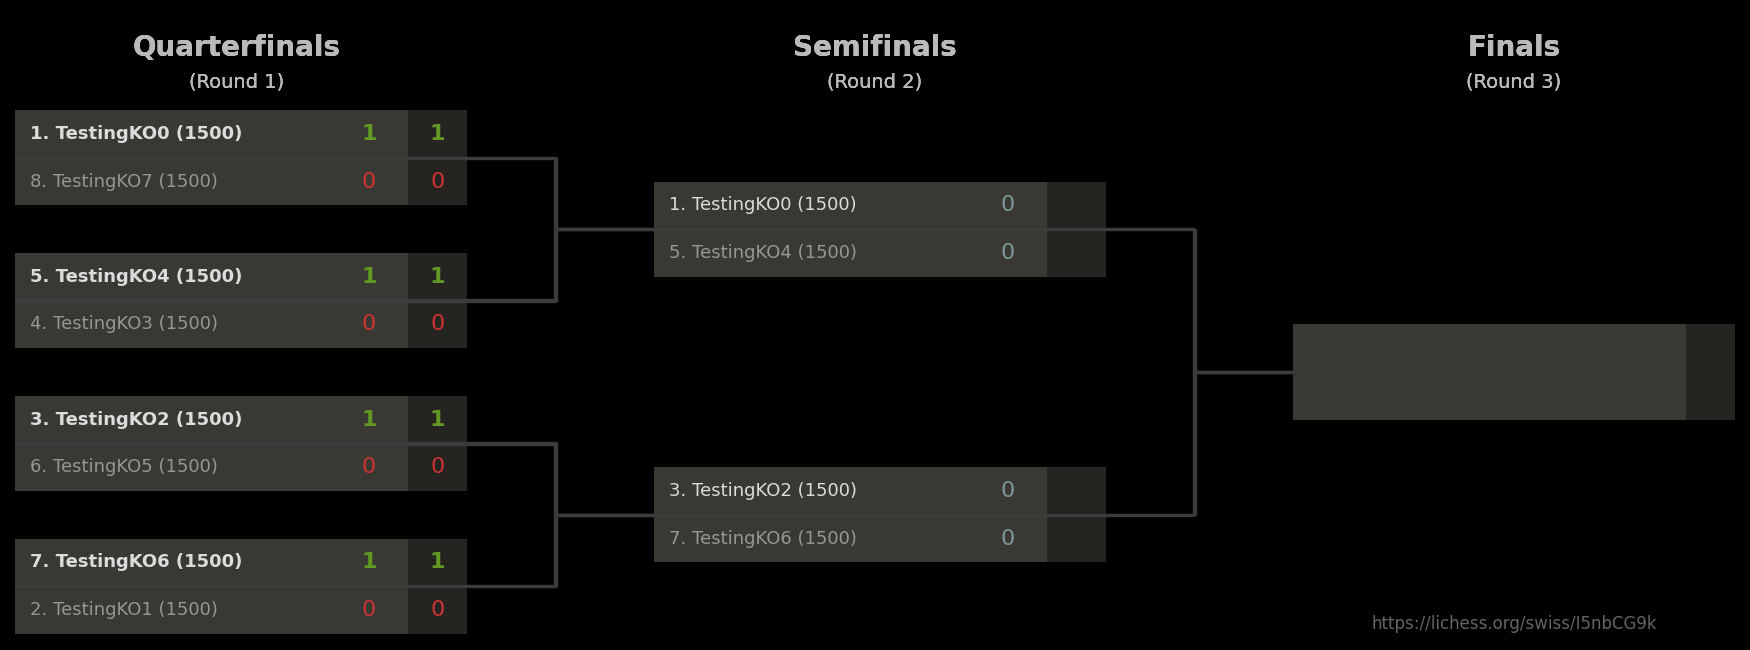 Quarterfinals
(Round 1)
1. TestingKO0 (1500) 1 1
8. TestingKO7 (1500) 0 0
5. TestingKO4 (1500) 1 1
4. TestingKO3 (1500) 0 0
3. TestingKO2 (1500) 1 1
6. TestingKO5 (1500) 0 0
7. TestingKO6 (1500) 1 1
2. TestingKO1 (1500) 0 0
Semifinals
(Round 2)
1. TestingKO0 (1500) 0
5. TestingKO4 (1500) 0
3. TestingKO2 (1500) 0
7. TestingKO6 (1500) 0
Finals
(Round 3)
https://lichess.org/swiss/I5nbCG9k